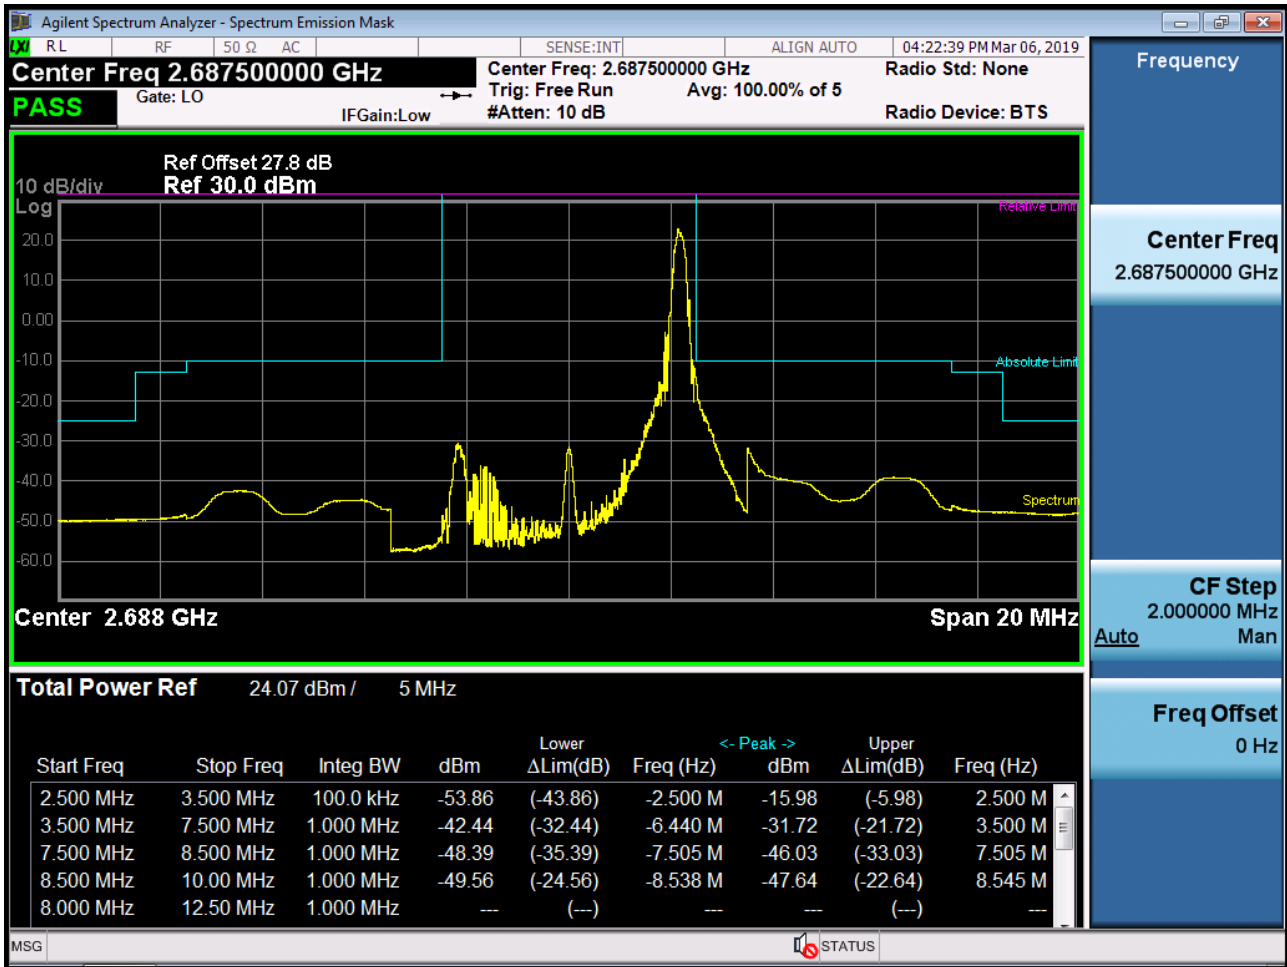 Agilent Spectrum Analyzer - Spectrum Emission Mask
LXI RL RF 50 Ω AC SENSE:INT ALIGN AUTO 04:22:39 PM Mar 06, 2019
Center Freq 2.687500000 GHz
Center Freq: 2.687500000 GHz Radio Std: None
Gate: LO
Trig: Free Run Avg: 100.00% of 5
PASS
IFGain:Low
#Atten: 10 dB Radio Device: BTS
Ref Offset 27.8 dB
10 dB/div Ref 30.0 dBm
Log
Relative Limit
20.0
10.0
0.00
-10.0
Absolute Limit
-20.0
-30.0
-40.0
Spectrum
-50.0
-60.0
Center 2.688 GHz Span 20 MHz
Total Power Ref 24.07 dBm / 5 MHz
Lower <- Peak -> Upper
Start Freq Stop Freq Integ BW dBm ΔLim(dB) Freq (Hz) dBm ΔLim(dB) Freq (Hz)
2.500 MHz 3.500 MHz 100.0 kHz -53.86 (-43.86) -2.500 M -15.98 (-5.98) 2.500 M
3.500 MHz 7.500 MHz 1.000 MHz -42.44 (-32.44) -6.440 M -31.72 (-21.72) 3.500 M
7.500 MHz 8.500 MHz 1.000 MHz -48.39 (-35.39) -7.505 M -46.03 (-33.03) 7.505 M
8.500 MHz 10.00 MHz 1.000 MHz -49.56 (-24.56) -8.538 M -47.64 (-22.64) 8.545 M
8.000 MHz 12.50 MHz 1.000 MHz --- (---) --- --- (---) ---
MSG STATUS
Frequency
Center Freq
2.687500000 GHz
CF Step
2.000000 MHz
Auto Man
Freq Offset
0 Hz